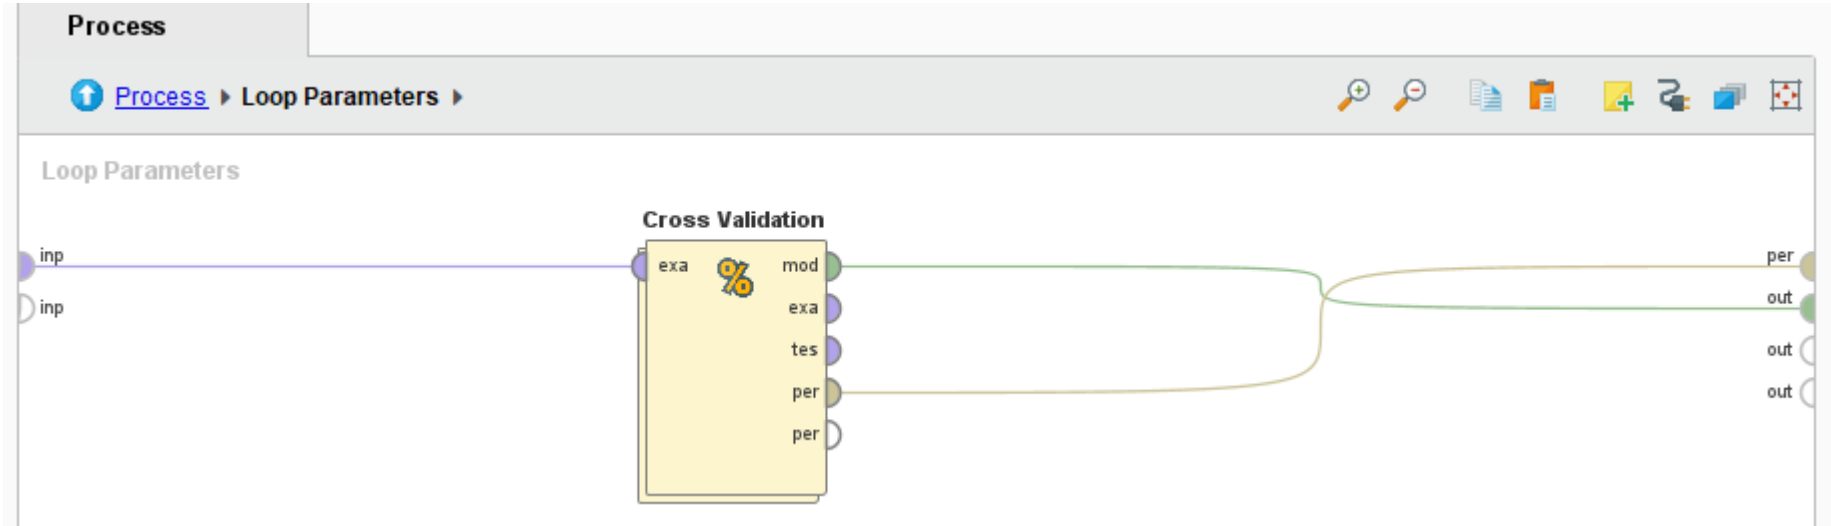 Process
Process Loop Parameters
Loop Parameters
Cross Validation
inp
inp
exa
mod
exa
tes
per
per
per
out
out
out